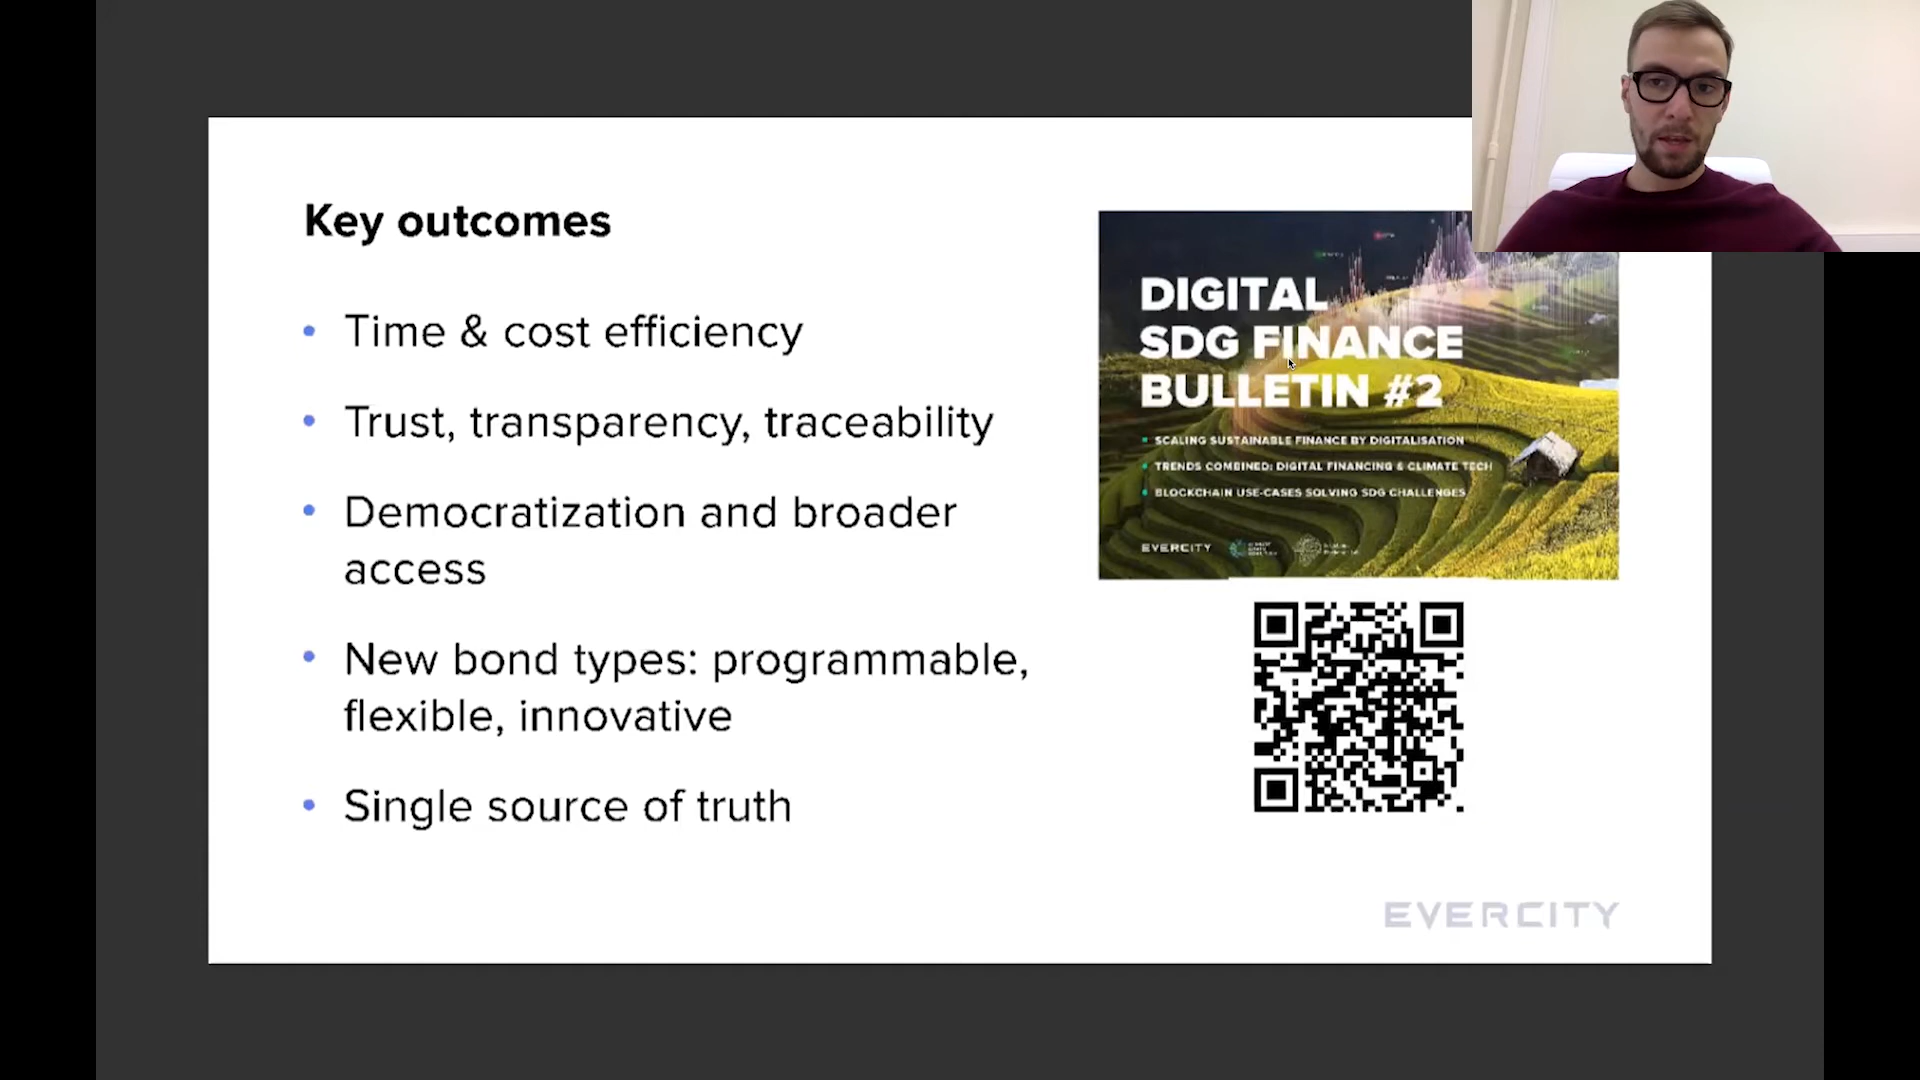 Key outcomes
• Time & cost efficiency
• Trust, transparency, traceability
• Democratization and broader
access
• New bond types: programmable,
flexible, innovative
• Single source of truth
DIGITAL
SDG FINANCE
BULLETIN #2
SCALING SUSTAINABLE FINANCE BY DIGITALISATION
TRENDS COMBINED: DIGITAL FINANCING & CLIMATE TECH
BLOCKCHAIN USE-CASES SOLVING SDG CHALLENGES
EVERCITY
EVERCITY